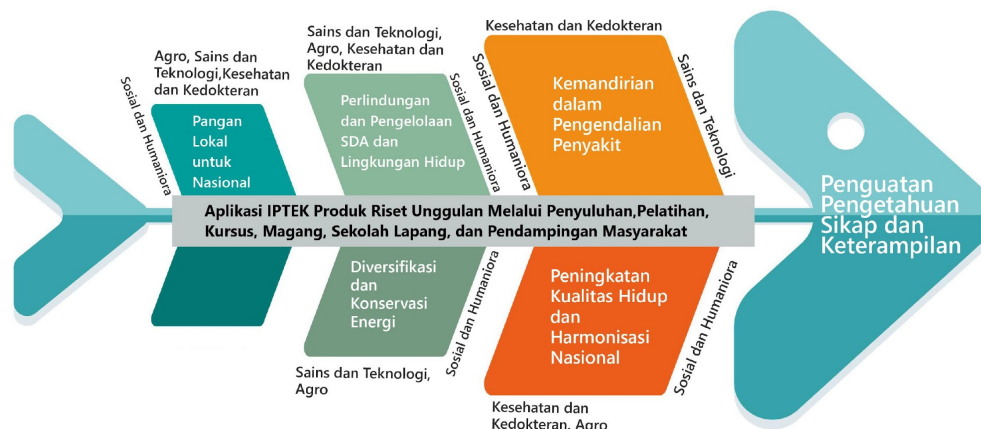 Agro, Sains dan
Teknologi,Kesehatan
dan Kedokteran
Sosial dan Humaniora
Pangan
Lokal
untuk
Nasional
Sains dan Teknologi,
Agro, Kesehatan dan
Kedokteran
Perlindungan
dan Pengelolaan
SDA dan
Lingkungan Hidup
Sosial dan Humaniora
Kesehatan dan Kedokteran
Sosial dan Humaniora
Kemandirian
dalam
Pengendalian
Penyakit
Sains dan Teknologi
Aplikasi IPTEK Produk Riset Unggulan Melalui Penyuluhan,Pelatihan,
Kursus, Magang, Sekolah Lapang, dan Pendampingan Masyarakat
Penguatan
Pengetahuan
Sikap dan
Keterampilan
Diversifikasi
dan
Konservasi
Energi
Sosial dan Humaniora
Sains dan Teknologi,
Agro
Peningkatan
Kualitas Hidup
dan
Harmonisasi
Nasional
Sosial dan Humaniora
Kesehatan dan
Kedokteran, Agro